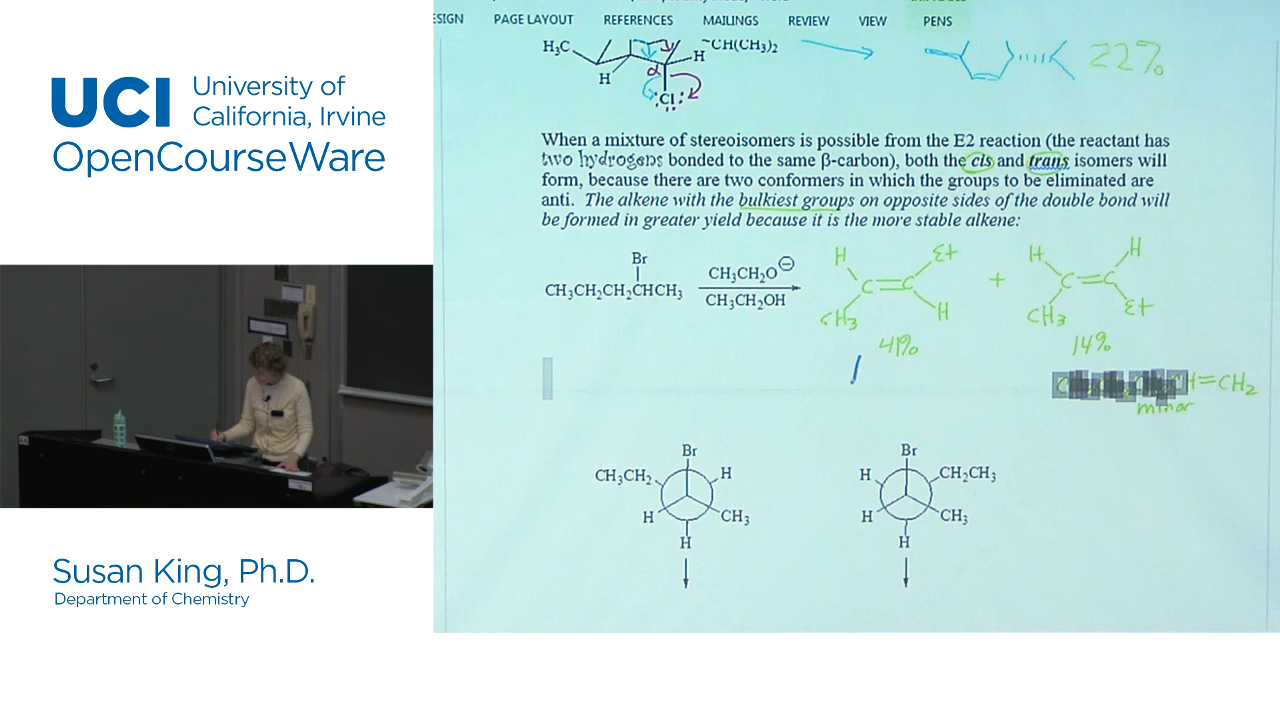 UCI University of
California, Irvine
OpenCourseWare
Susan King, Ph.D.
Department of Chemistry
ESIGN PAGE LAYOUT REFERENCES MAILINGS REVIEW VIEW PENS
H₃C CH(CH₃)₂ 22%
H
H α
:Cl:
When a mixture of stereoisomers is possible from the E2 reaction (the reactant has
two hydrogens bonded to the same β-carbon), both the cis and trans isomers will
form, because there are two conformers in which the groups to be eliminated are
anti. The alkene with the bulkiest groups on opposite sides of the double bond will
be formed in greater yield because it is the more stable alkene:
Br
CH₃CH₂CH₂CHCH₃
CH₃CH₂O⊖
CH₃CH₂OH
H Et
C=C
CH₃ H
41%
+
H H
C=C
CH₃ Et
14%
H=CH₂
minor
Br
CH₃CH₂ H
H CH₃
H
Br
H CH₂CH₃
H CH₃
H